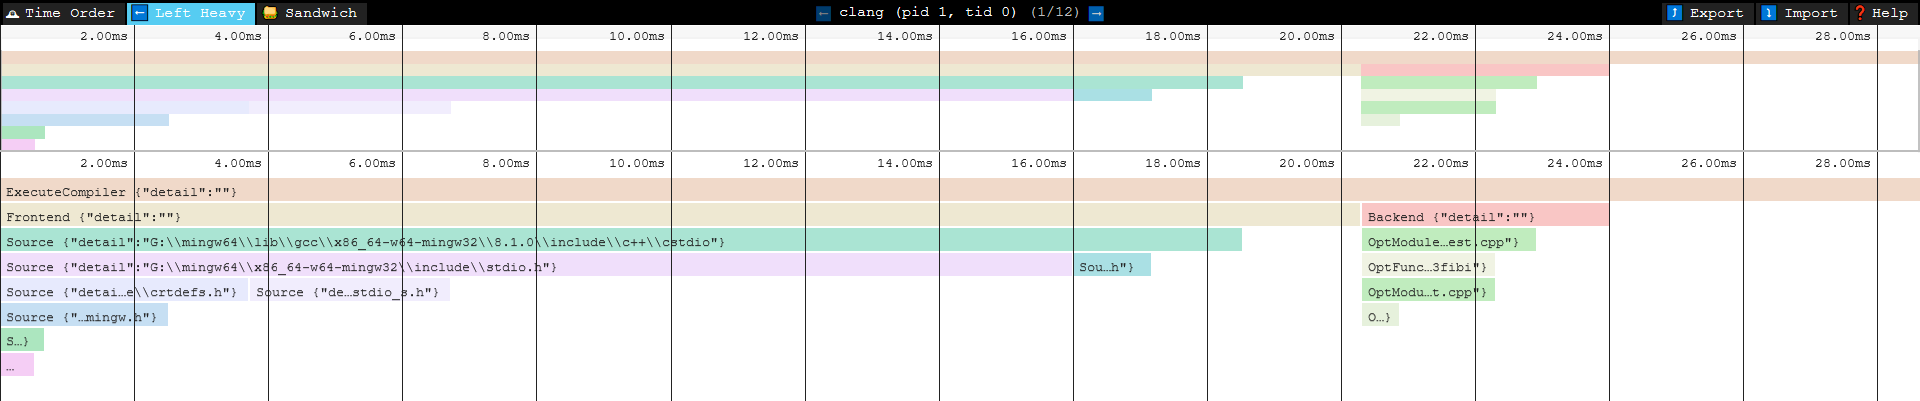 Time Order Left Heavy Sandwich ← clang (pid 1, tid 0) (1/12) → Export Import Help
2.00ms 4.00ms 6.00ms 8.00ms 10.00ms 12.00ms 14.00ms 16.00ms 18.00ms 20.00ms 22.00ms 24.00ms 26.00ms 28.00ms
2.00ms 4.00ms 6.00ms 8.00ms 10.00ms 12.00ms 14.00ms 16.00ms 18.00ms 20.00ms 22.00ms 24.00ms 26.00ms 28.00ms
ExecuteCompiler {"detail":""}
Frontend {"detail":""} Backend {"detail":""}
Source {"detail":"G:\\mingw64\\lib\\gcc\\x86_64-w64-mingw32\\8.1.0\\include\\c++\\cstdio"} OptModule…est.cpp"}
Source {"detail":"G:\\mingw64\\x86_64-w64-mingw32\\include\\stdio.h"} Sou…h"} OptFunc…3fibi"}
Source {"detai…e\\crtdefs.h"} Source {"de…stdio_s.h"} OptModu…t.cpp"}
Source {"…mingw.h"} O…}
S…}
…